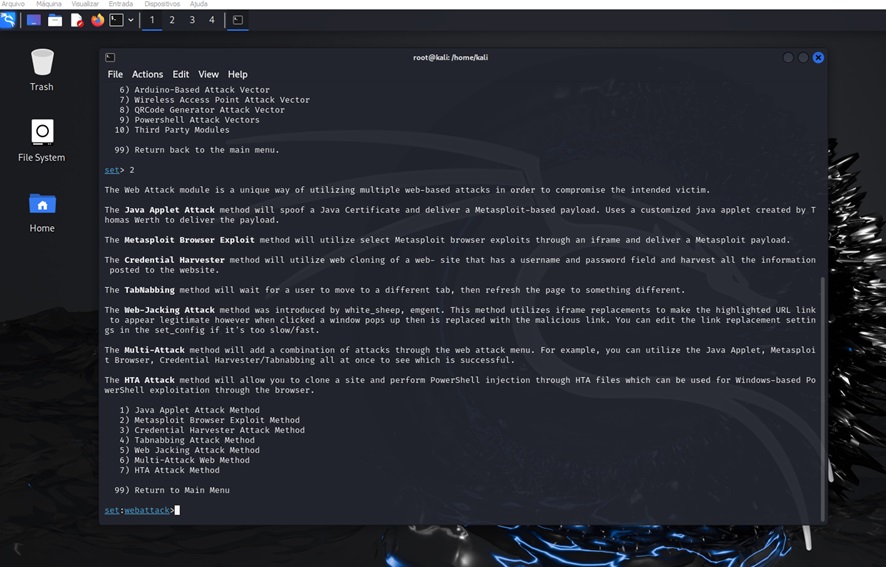 Arquivo Máquina Visualizar Entrada Dispositivos Ajuda
1 2 3 4
Trash
File System
Home
root@kali: /home/kali
File Actions Edit View Help
6) Arduino-Based Attack Vector
7) Wireless Access Point Attack Vector
8) QRCode Generator Attack Vector
9) Powershell Attack Vectors
10) Third Party Modules
99) Return back to the main menu.
set> 2
The Web Attack module is a unique way of utilizing multiple web-based attacks in order to compromise the intended victim.
The Java Applet Attack method will spoof a Java Certificate and deliver a Metasploit-based payload. Uses a customized java applet created by T
homas Werth to deliver the payload.
The Metasploit Browser Exploit method will utilize select Metasploit browser exploits through an iframe and deliver a Metasploit payload.
The Credential Harvester method will utilize web cloning of a web- site that has a username and password field and harvest all the information
posted to the website.
The TabNabbing method will wait for a user to move to a different tab, then refresh the page to something different.
The Web-Jacking Attack method was introduced by white_sheep, emgent. This method utilizes iframe replacements to make the highlighted URL link
to appear legitimate however when clicked a window pops up then is replaced with the malicious link. You can edit the link replacement settin
gs in the set_config if it's too slow/fast.
The Multi-Attack method will add a combination of attacks through the web attack menu. For example, you can utilize the Java Applet, Metasploi
t Browser, Credential Harvester/Tabnabbing all at once to see which is successful.
The HTA Attack method will allow you to clone a site and perform PowerShell injection through HTA files which can be used for Windows-based Po
werShell exploitation through the browser.
1) Java Applet Attack Method
2) Metasploit Browser Exploit Method
3) Credential Harvester Attack Method
4) Tabnabbing Attack Method
5) Web Jacking Attack Method
6) Multi-Attack Web Method
7) HTA Attack Method
99) Return to Main Menu
set:webattack>